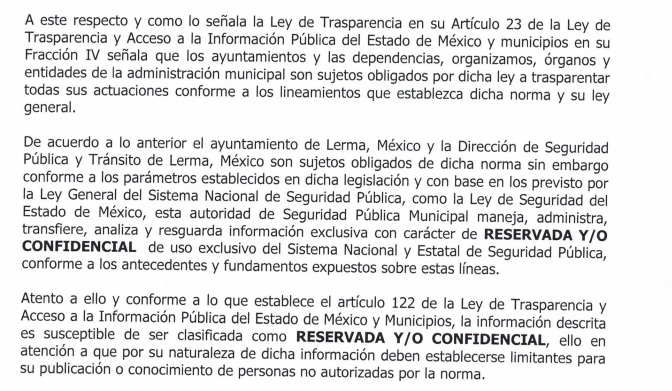 A este respecto y como lo señala la Ley de Trasparencia en su Artículo 23 de la Ley de
Trasparencia y Acceso a la Información Pública del Estado de México y municipios en su
Fracción IV señala que los ayuntamientos y las dependencias, organizamos, órganos y
entidades de la administración municipal son sujetos obligados por dicha ley a trasparentar
todas sus actuaciones conforme a los lineamientos que establezca dicha norma y su ley
general.
De acuerdo a lo anterior el ayuntamiento de Lerma, México y la Dirección de Seguridad
Pública y Tránsito de Lerma, México son sujetos obligados de dicha norma sin embargo
conforme a los parámetros establecidos en dicha legislación y con base en los previsto por
la Ley General del Sistema Nacional de Seguridad Pública, como la Ley de Seguridad del
Estado de México, esta autoridad de Seguridad Pública Municipal maneja, administra,
transfiere, analiza y resguarda información exclusiva con carácter de RESERVADA Y/O
CONFIDENCIAL de uso exclusivo del Sistema Nacional y Estatal de Seguridad Pública,
conforme a los antecedentes y fundamentos expuestos sobre estas líneas.
Atento a ello y conforme a lo que establece el artículo 122 de la Ley de Trasparencia y
Acceso a la Información Pública del Estado de México y Municipios, la información descrita
es susceptible de ser clasificada como RESERVADA Y/O CONFIDENCIAL, ello en
atención a que por su naturaleza de dicha información deben establecerse limitantes para
su publicación o conocimiento de personas no autorizadas por la norma.